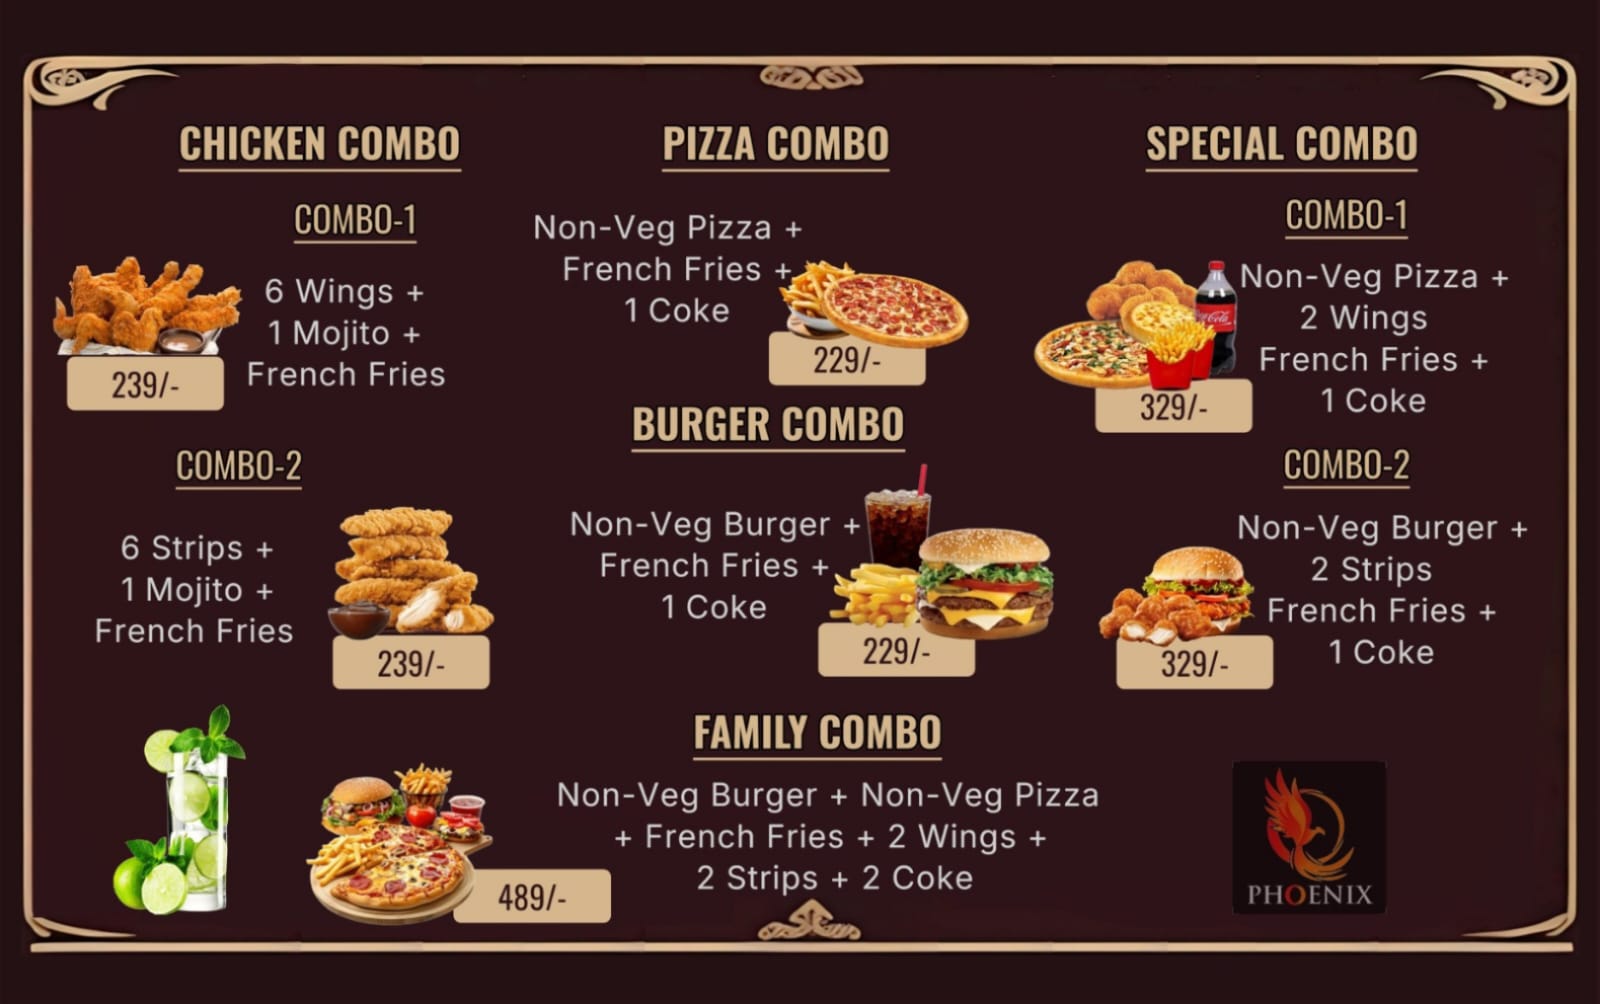 CHICKEN COMBO
COMBO-1
6 Wings +
1 Mojito +
French Fries
239/-
COMBO-2
6 Strips +
1 Mojito +
French Fries
239/-
PIZZA COMBO
Non-Veg Pizza +
French Fries +
1 Coke
229/-
BURGER COMBO
Non-Veg Burger +
French Fries +
1 Coke
229/-
SPECIAL COMBO
COMBO-1
Non-Veg Pizza +
2 Wings
French Fries +
1 Coke
Coca-Cola
329/-
COMBO-2
Non-Veg Burger +
2 Strips
French Fries +
1 Coke
329/-
FAMILY COMBO
Non-Veg Burger + Non-Veg Pizza
+ French Fries + 2 Wings +
2 Strips + 2 Coke
489/-
PHOENIX